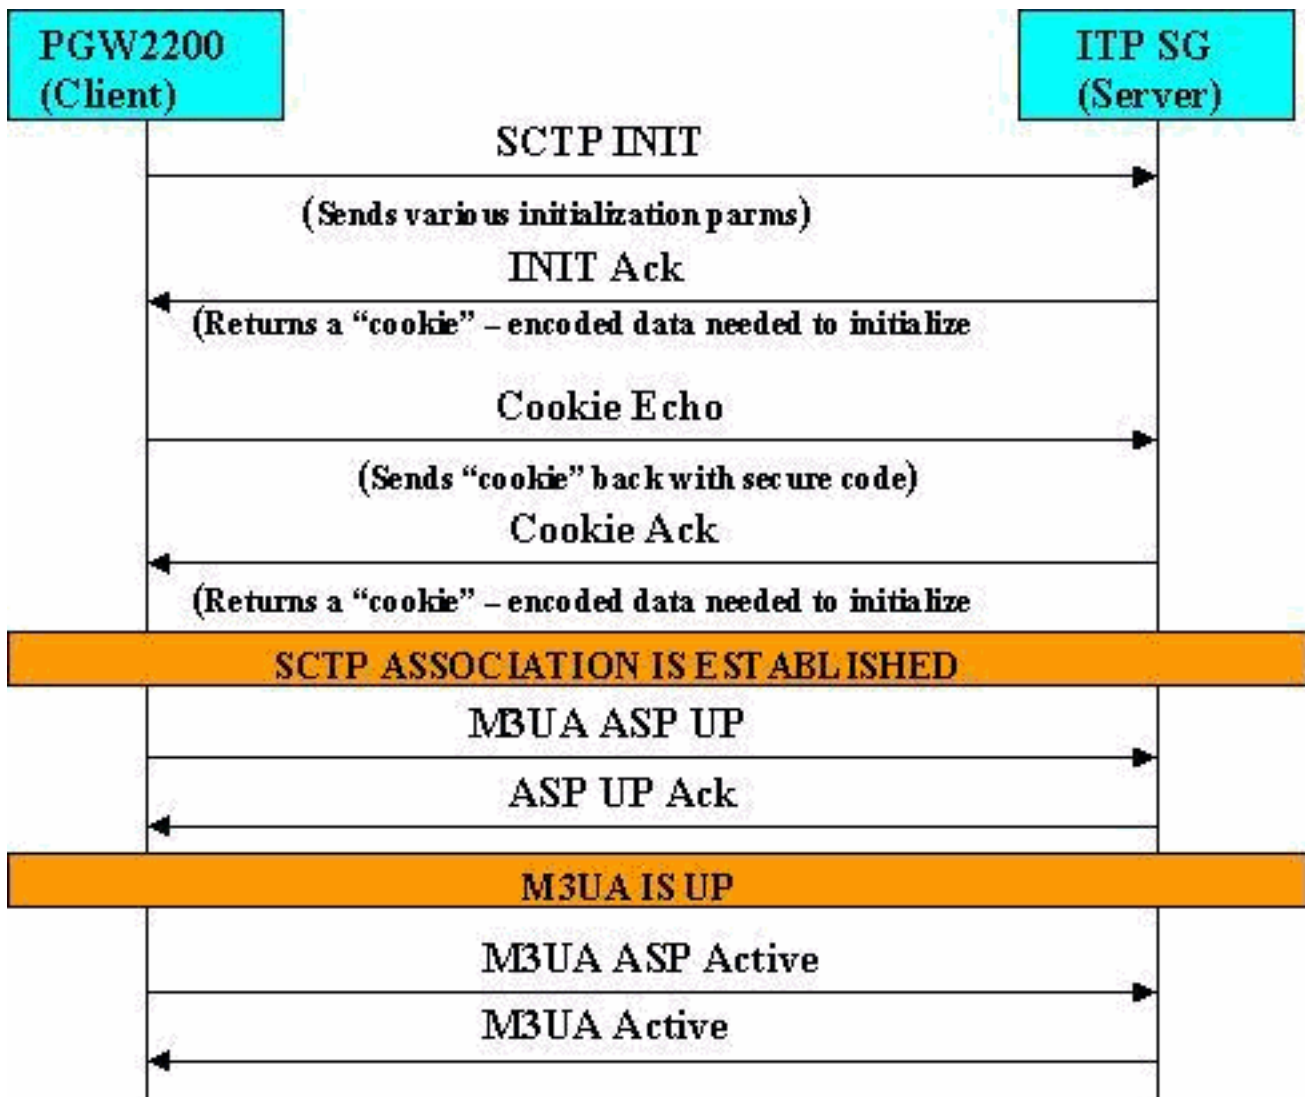 PGW2200
(Client)
ITP SG
(Server)
SCTP INIT
(Sends various initialization parms)
INIT Ack
(Returns a “cookie” – encoded data needed to initialize
Cookie Echo
(Sends “cookie” back with secure code)
Cookie Ack
(Returns a “cookie” – encoded data needed to initialize
SCTP ASSOCIATION IS ESTABLISHED
M3UA ASP UP
ASP UP Ack
M3UA IS UP
M3UA ASP Active
M3UA Active